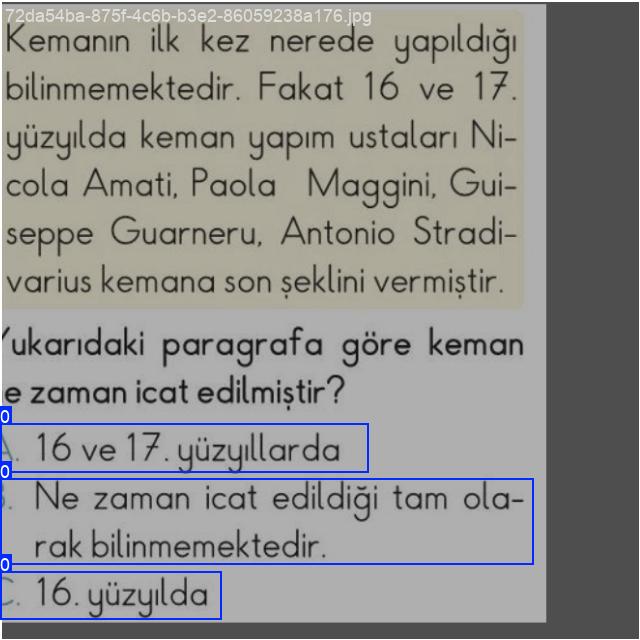 72da54ba-875f-4c6b-b3e2-86059238a176.jpg
Kemanın ilk kez nerede yapıldığı
bilinmemektedir. Fakat 16 ve 17.
yüzyılda keman yapım ustaları Ni-
cola Amati, Paola Maggini, Gui-
seppe Guarneru, Antonio Stradi-
varius kemana son şeklini vermiştir.
Yukarıdaki paragrafa göre keman
e zaman icat edilmiştir?
0
A. 16 ve 17. yüzyıllarda
0
B. Ne zaman icat edildiği tam ola-
rak bilinmemektedir.
0
C. 16. yüzyılda